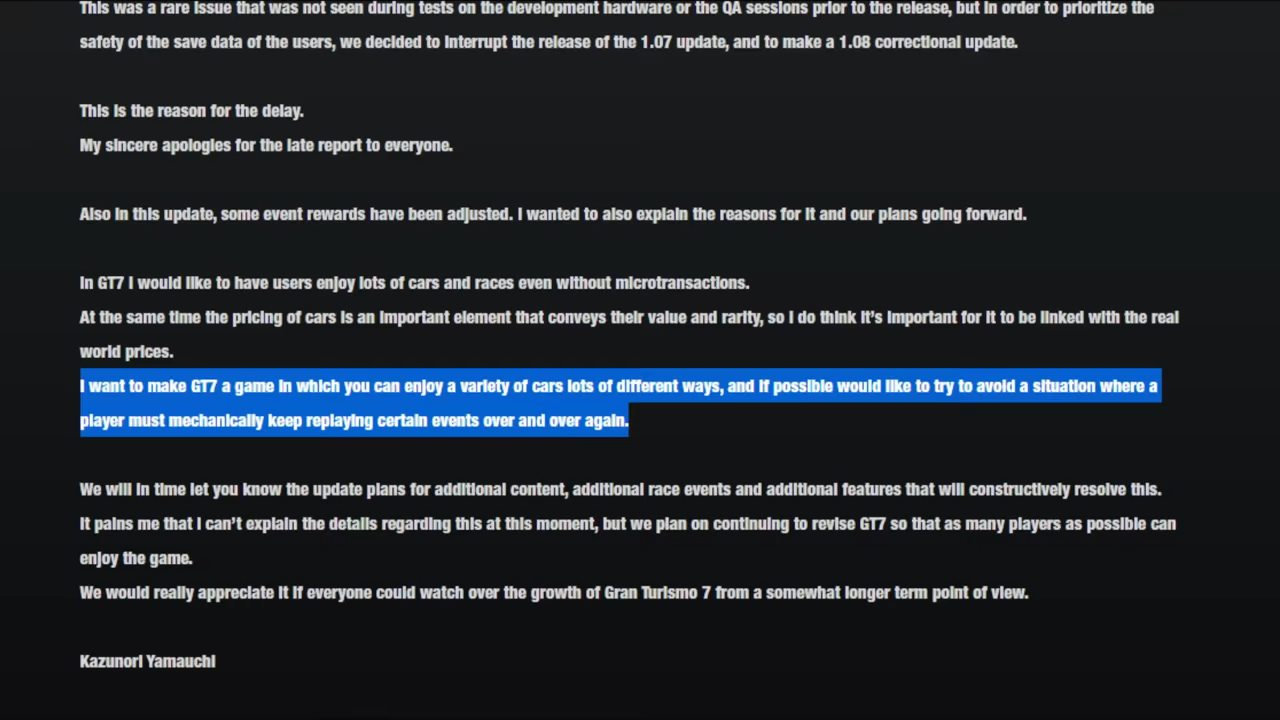 This was a rare issue that was not seen during tests on the development hardware or the QA sessions prior to the release, but in order to prioritize the
safety of the save data of the users, we decided to interrupt the release of the 1.07 update, and to make a 1.08 correctional update.
This is the reason for the delay.
My sincere apologies for the late report to everyone.
Also in this update, some event rewards have been adjusted. I wanted to also explain the reasons for it and our plans going forward.
In GT7 I would like to have users enjoy lots of cars and races even without microtransactions.
At the same time the pricing of cars is an important element that conveys their value and rarity, so I do think it's important for it to be linked with the real
world prices.
I want to make GT7 a game in which you can enjoy a variety of cars lots of different ways, and if possible would like to try to avoid a situation where a
player must mechanically keep replaying certain events over and over again.
We will in time let you know the update plans for additional content, additional race events and additional features that will constructively resolve this.
It pains me that I can't explain the details regarding this at this moment, but we plan on continuing to revise GT7 so that as many players as possible can
enjoy the game.
We would really appreciate it if everyone could watch over the growth of Gran Turismo 7 from a somewhat longer term point of view.
Kazunori Yamauchi